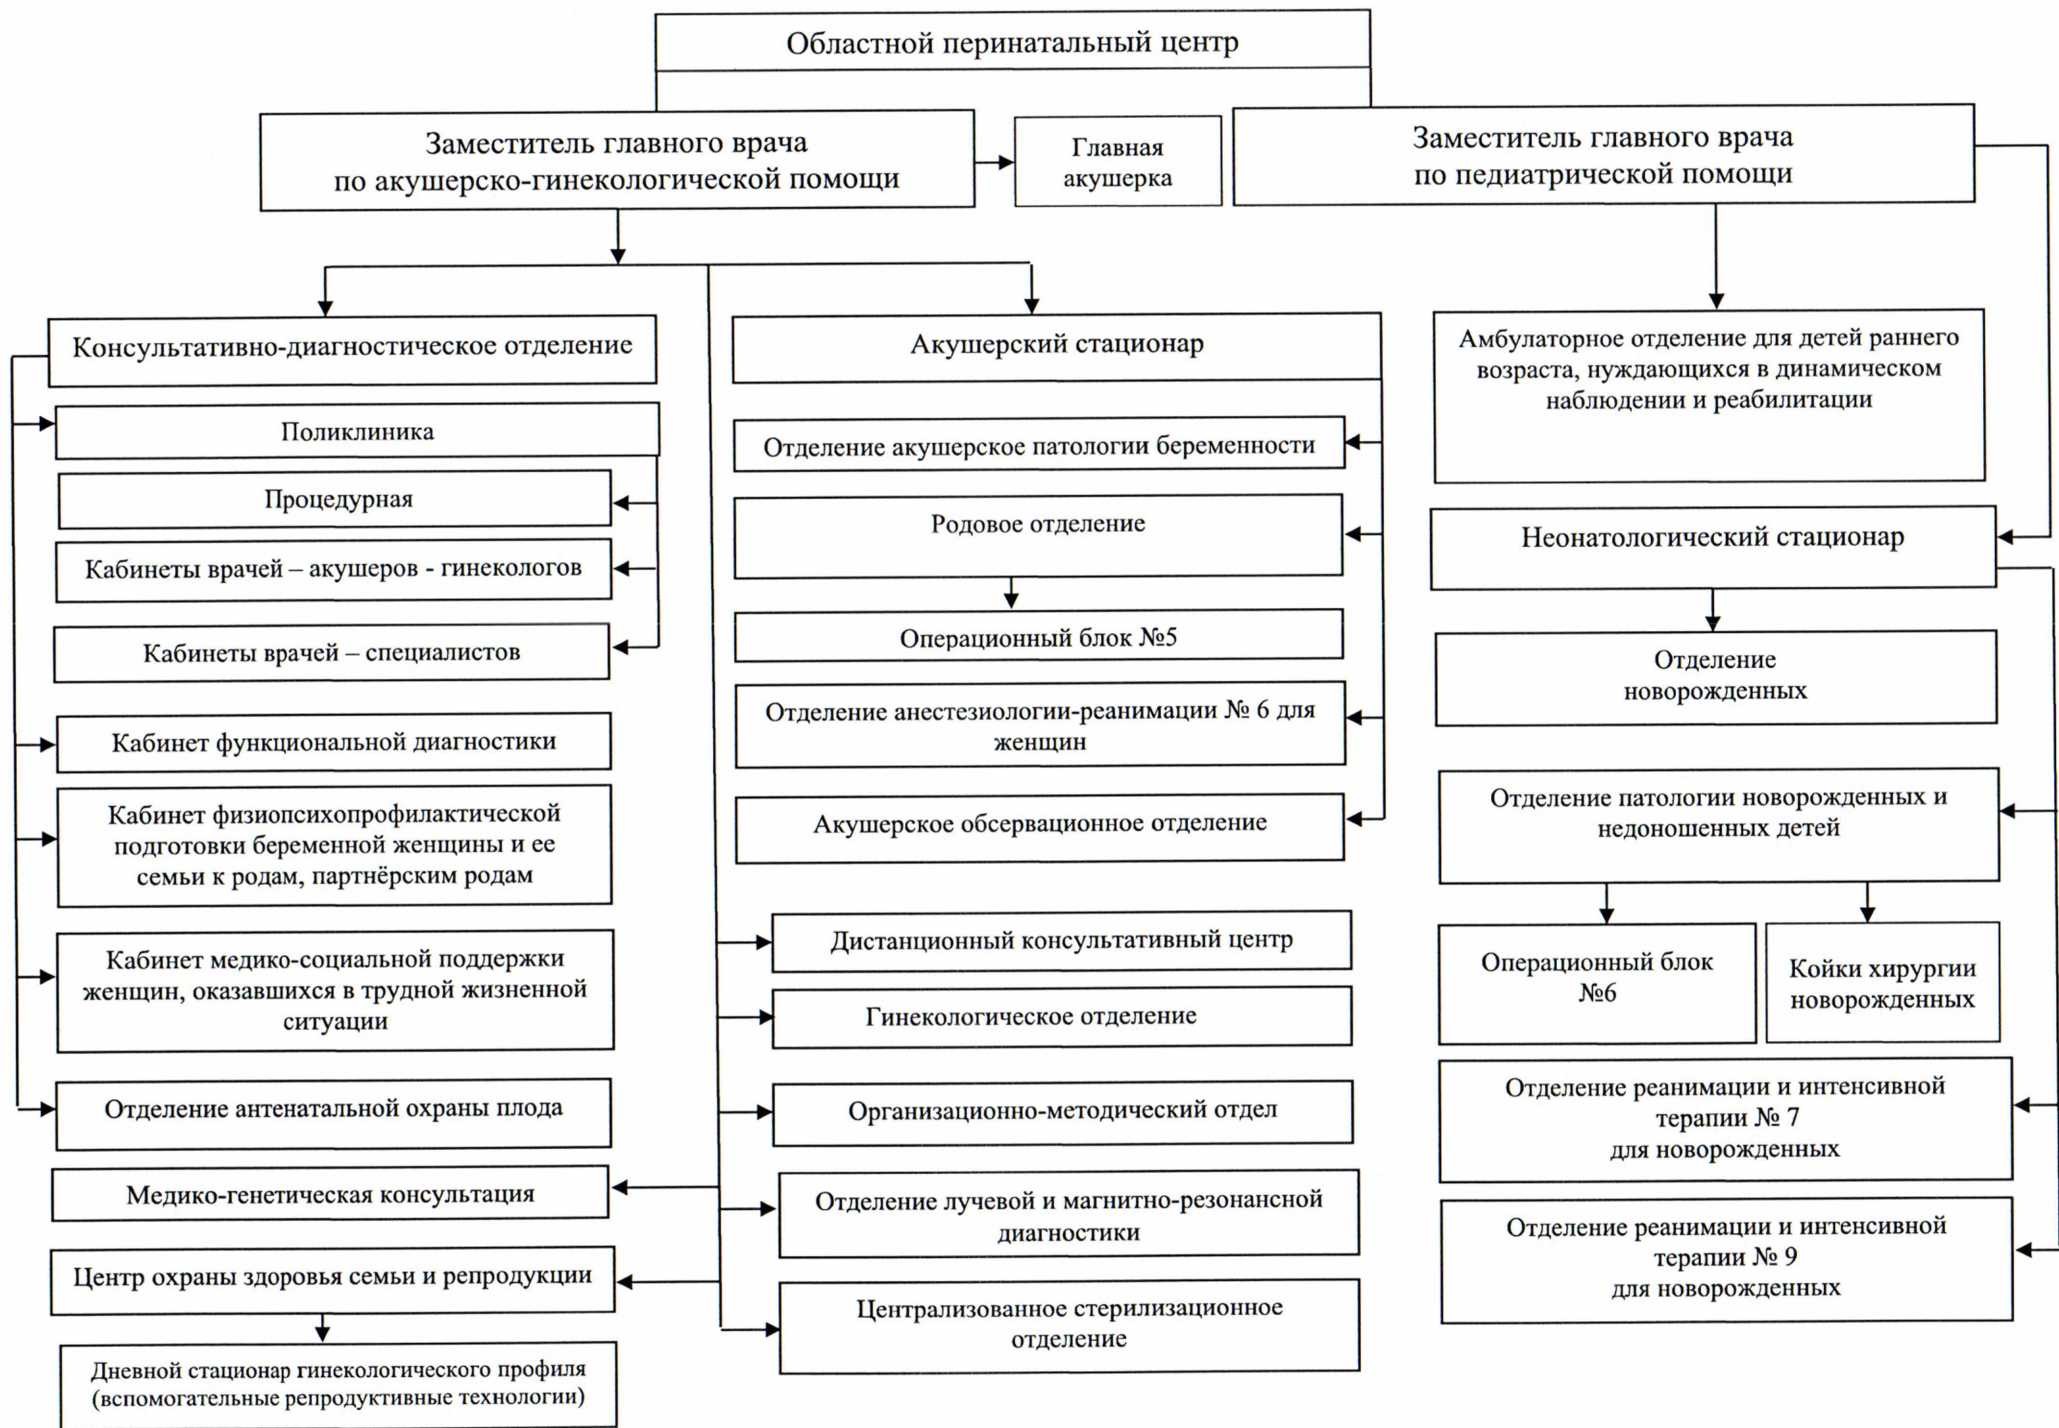 Областной перинатальный центр
Заместитель главного врача
по акушерско-гинекологической помощи
Главная
акушерка
Заместитель главного врача
по педиатрической помощи
Консультативно-диагностическое отделение
Поликлиника
Процедурная
Кабинеты врачей – акушеров - гинекологов
Кабинеты врачей – специалистов
Кабинет функциональной диагностики
Кабинет физиопсихопрофилактической
подготовки беременной женщины и ее
семьи к родам, партнёрским родам
Кабинет медико-социальной поддержки
женщин, оказавшихся в трудной жизненной
ситуации
Отделение антенатальной охраны плода
Медико-генетическая консультация
Центр охраны здоровья семьи и репродукции
Дневной стационар гинекологического профиля
(вспомогательные репродуктивные технологии)
Акушерский стационар
Отделение акушерское патологии беременности
Родовое отделение
Операционный блок №5
Отделение анестезиологии-реанимации № 6 для
женщин
Акушерское обсервационное отделение
Дистанционный консультативный центр
Гинекологическое отделение
Организационно-методический отдел
Отделение лучевой и магнитно-резонансной
диагностики
Централизованное стерилизационное
отделение
Амбулаторное отделение для детей раннего
возраста, нуждающихся в динамическом
наблюдении и реабилитации
Неонатологический стационар
Отделение
новорожденных
Отделение патологии новорожденных и
недоношенных детей
Операционный блок
№6
Койки хирургии
новорожденных
Отделение реанимации и интенсивной
терапии № 7
для новорожденных
Отделение реанимации и интенсивной
терапии № 9
для новорожденных